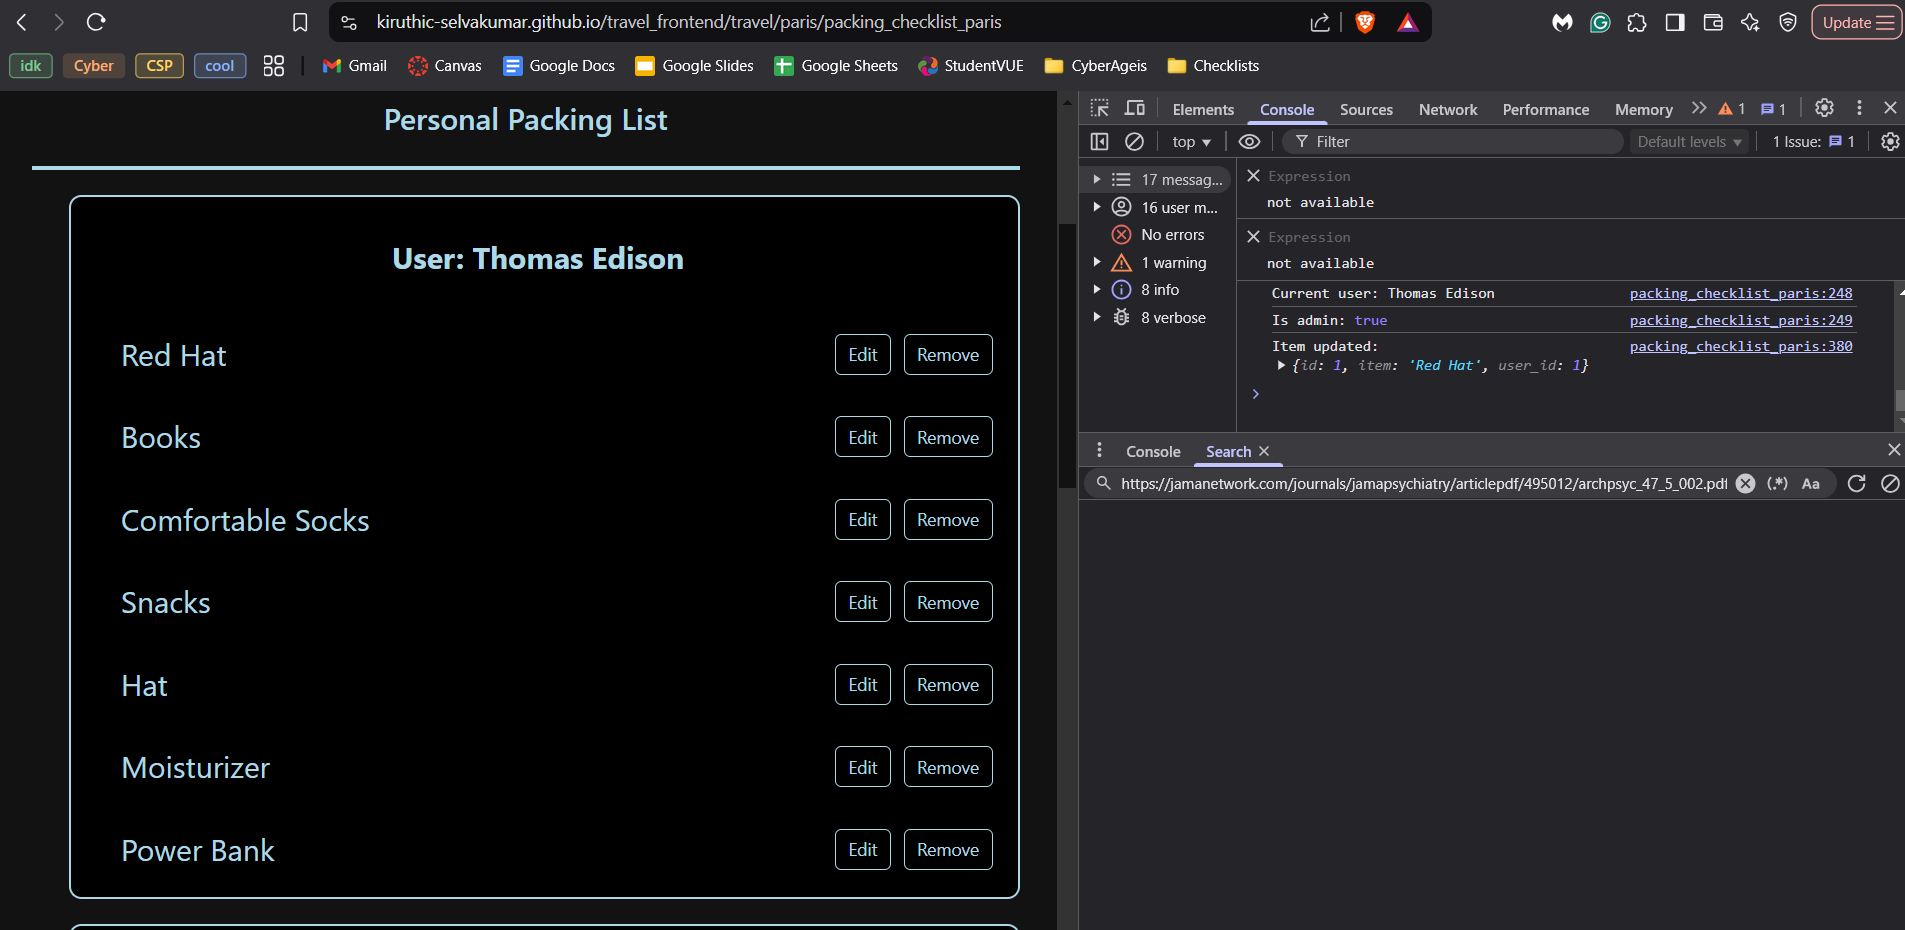 kiruthic-selvakumar.github.io/travel_frontend/travel/paris/packing_checklist_paris
Update
idk
Cyber
CSP
cool
Gmail
Canvas
Google Docs
Google Slides
Google Sheets
StudentVUE
CyberAgeis
Checklists
Personal Packing List
User: Thomas Edison
Red Hat
Edit
Remove
Books
Edit
Remove
Comfortable Socks
Edit
Remove
Snacks
Edit
Remove
Hat
Edit
Remove
Moisturizer
Edit
Remove
Power Bank
Edit
Remove
Elements
Console
Sources
Network
Performance
Memory
1
1
top
Filter
Default levels
1 Issue: 1
17 messag...
16 user m...
No errors
1 warning
8 info
8 verbose
Expression
not available
Expression
not available
Current user: Thomas Edison packing_checklist_paris:248
Is admin: true packing_checklist_paris:249
Item updated: packing_checklist_paris:380
{id: 1, item: 'Red Hat', user_id: 1}
Console
Search
https://jamanetwork.com/journals/jamapsychiatry/articlepdf/495012/archpsyc_47_5_002.pdf
(.*)
Aa